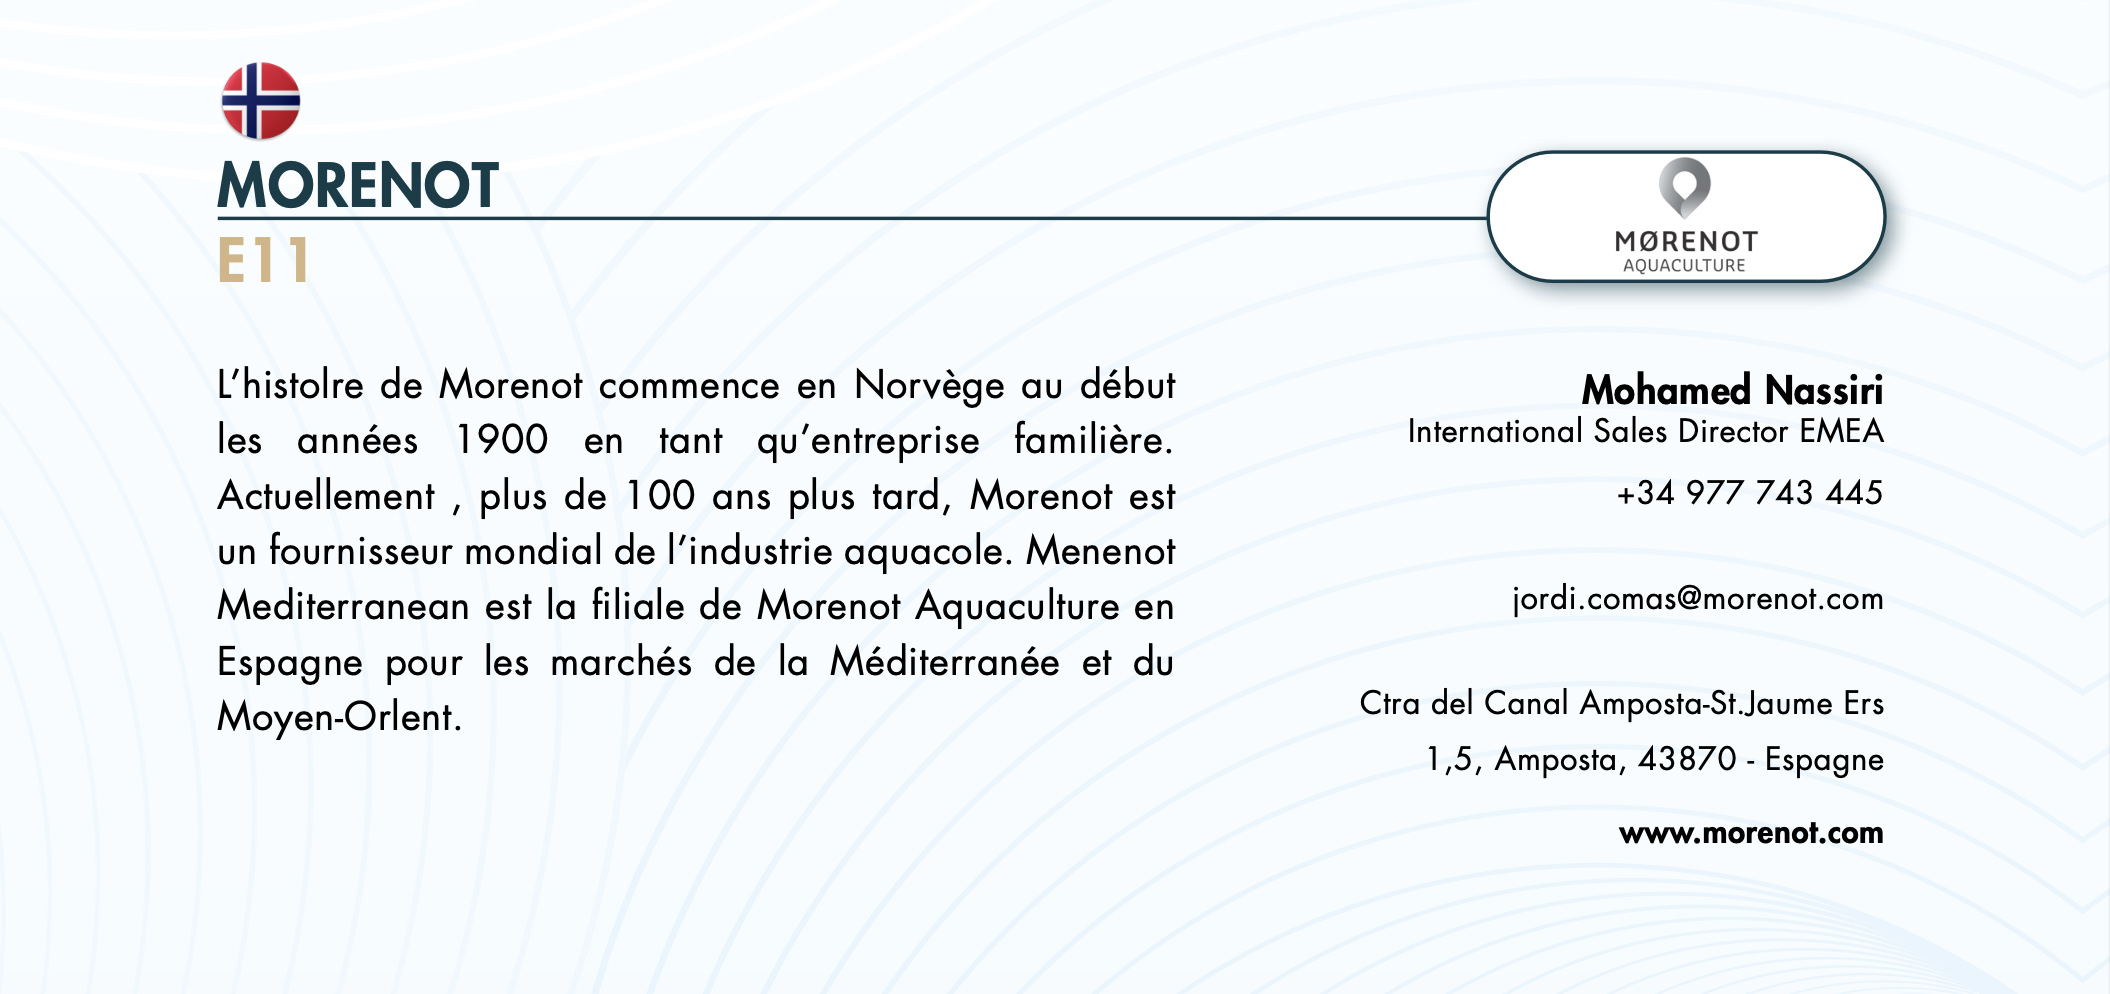 MORENOT
E11
MØRENOT
AQUACULTURE
L’histolre de Morenot commence en Norvège au début
les années 1900 en tant qu’entreprise familière.
Actuellement , plus de 100 ans plus tard, Morenot est
un fournisseur mondial de l’industrie aquacole. Menenot
Mediterranean est la filiale de Morenot Aquaculture en
Espagne pour les marchés de la Méditerranée et du
Moyen-Orlent.
Mohamed Nassiri
International Sales Director EMEA
+34 977 743 445
jordi.comas@morenot.com
Ctra del Canal Amposta-St.Jaume Ers
1,5, Amposta, 43870 - Espagne
www.morenot.com